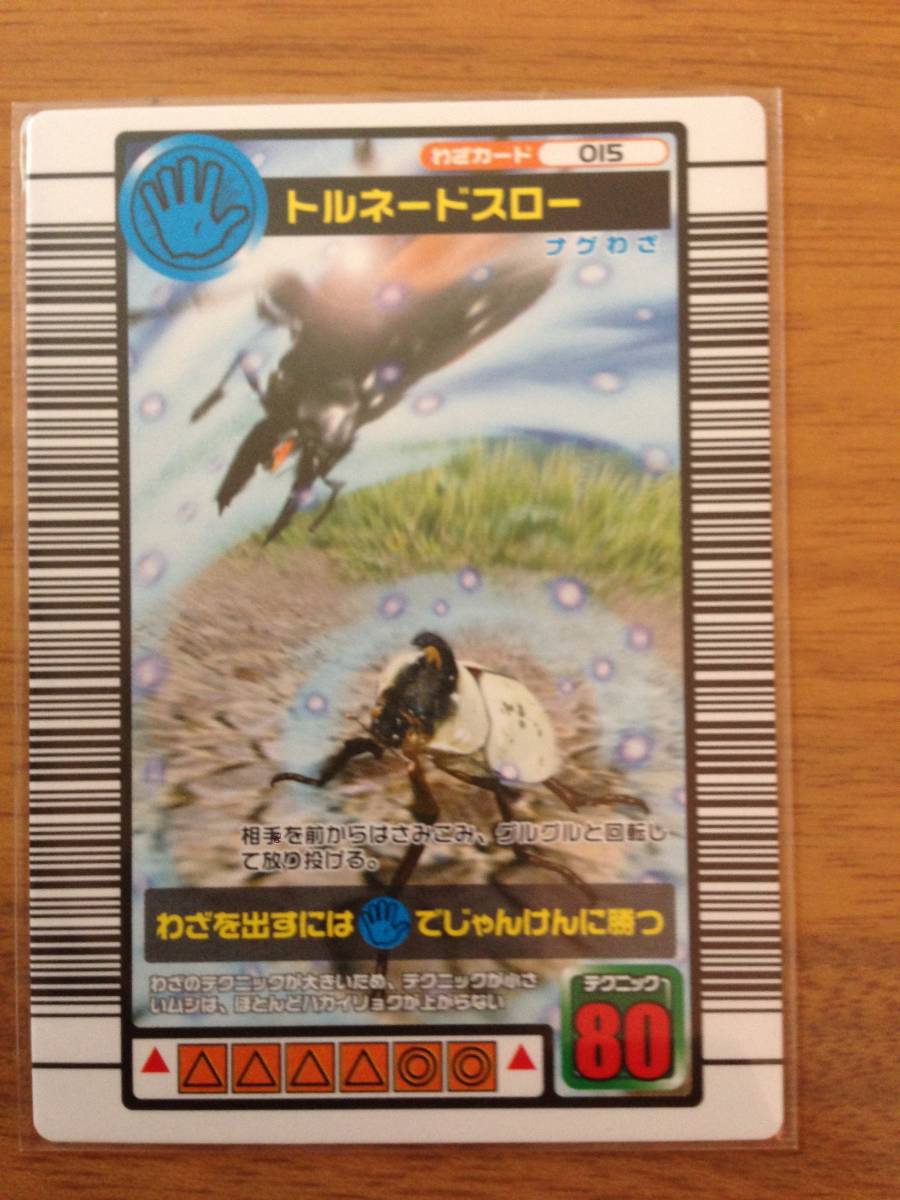 わざカード 015
トルネードスロー
ナゲわざ
相手を前からはさみこみ、グルグルと回転し
て放り投げる。
わざを出すには でじゃんけんに勝つ
わざのテクニックが大きいため、テクニックが小さ
いムシは、ほとんどハカイリョクが上がらない
テクニック
80